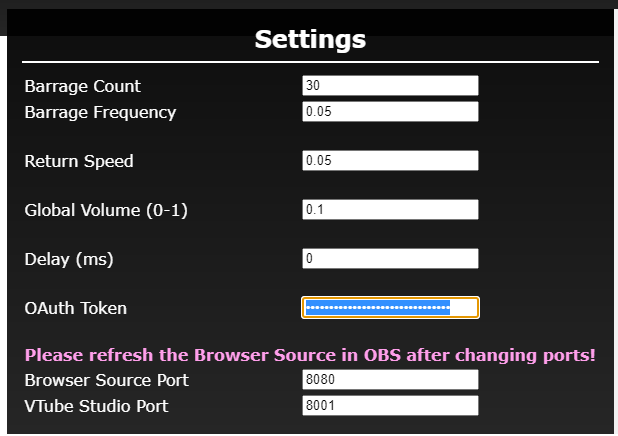 Settings
Barrage Count 30
Barrage Frequency 0.05
Return Speed 0.05
Global Volume (0-1) 0.1
Delay (ms) 0
OAuth Token
Please refresh the Browser Source in OBS after changing ports!
Browser Source Port 8080
VTube Studio Port 8001